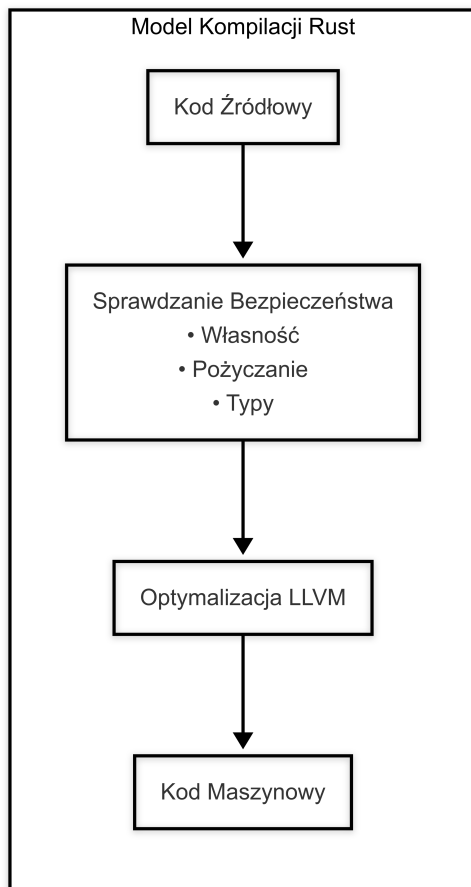 Model Kompilacji Rust
Kod Źródłowy
Sprawdzanie Bezpieczeństwa
• Własność
• Pożyczanie
• Typy
Optymalizacja LLVM
Kod Maszynowy